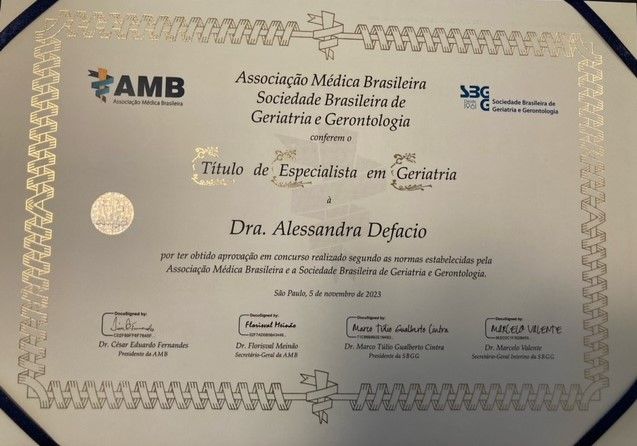 AMB
Associação Médica Brasileira
Associação Médica Brasileira
Sociedade Brasileira de
Geriatria e Gerontologia
SBGG
Sociedade Brasileira de
Geriatria e Gerontologia
conferem o
Título de Especialista em Geriatria
à
Dra. Alessandra Defacio
por ter obtido aprovação em concurso realizado segundo as normas estabelecidas pela
Associação Médica Brasileira e a Sociedade Brasileira de Geriatria e Gerontologia.
São Paulo, 5 de novembro de 2023
DocuSigned by:
DocuSigned by:
Florisval Meinão
DocuSigned by:
Marco Túlio Gualberto Cintra
DocuSigned by:
MARCELO VALENTE
Dr. César Eduardo Fernandes
Presidente da AMB
Dr. Florisval Meinão
Secretário-Geral da AMB
Dr. Marco Túlio Gualberto Cintra
Presidente da SBGG
Dr. Marcelo Valente
Secretário-Geral Interino da SBGG